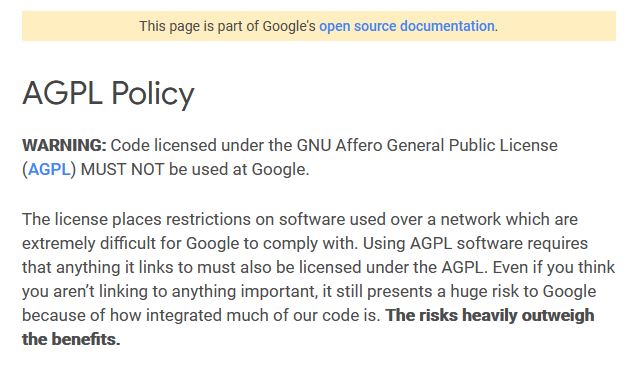 This page is part of Google's open source documentation.
AGPL Policy
WARNING: Code licensed under the GNU Affero General Public License
(AGPL) MUST NOT be used at Google.
The license places restrictions on software used over a network which are
extremely difficult for Google to comply with. Using AGPL software requires
that anything it links to must also be licensed under the AGPL. Even if you think
you aren’t linking to anything important, it still presents a huge risk to Google
because of how integrated much of our code is. The risks heavily outweigh
the benefits.